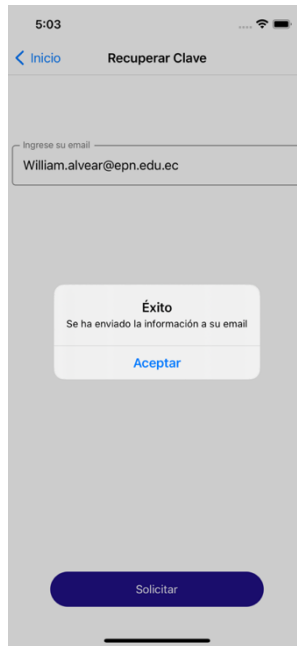 5:03
Inicio
Recuperar Clave
Ingrese su email
William.alvear@epn.edu.ec
Éxito
Se ha enviado la información a su email
Aceptar
Solicitar